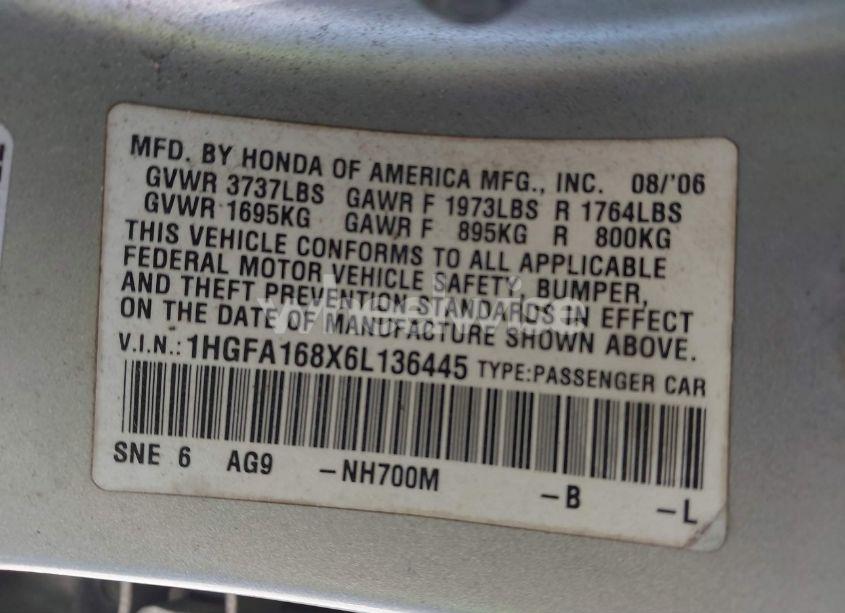 MFD. BY HONDA OF AMERICA MFG., INC. 08/'06
GVWR 3737LBS GAWR F 1973LBS R 1764LBS
GVWR 1695KG GAWR F 895KG R 800KG
THIS VEHICLE CONFORMS TO ALL APPLICABLE
FEDERAL MOTOR VEHICLE SAFETY, BUMPER,
AND THEFT PREVENTION STANDARDS IN EFFECT
ON THE DATE OF MANUFACTURE SHOWN ABOVE.
V.I.N.: 1HGFA168X6L136445 TYPE:PASSENGER CAR
SNE 6 AG9 -NH700M -B -L